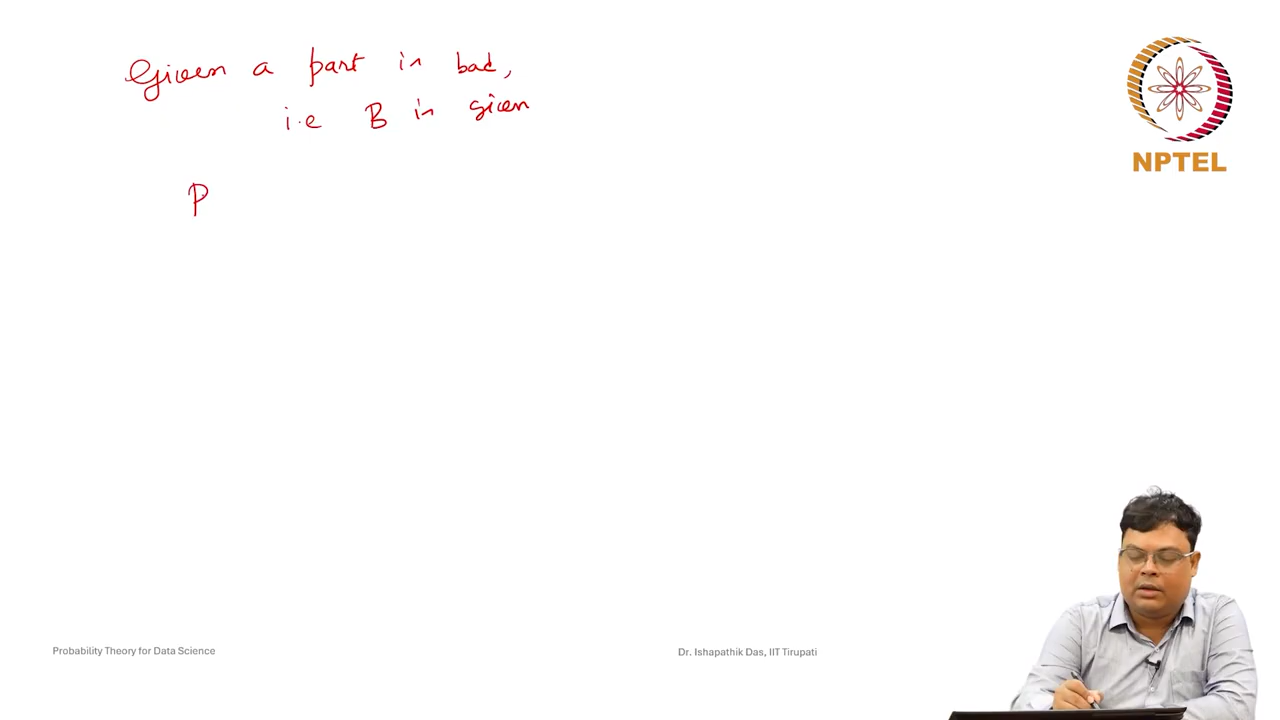 Given a part is bad,
i.e B is given
P
NPTEL
Probability Theory for Data Science
Dr. Ishapathik Das, IIT Tirupati